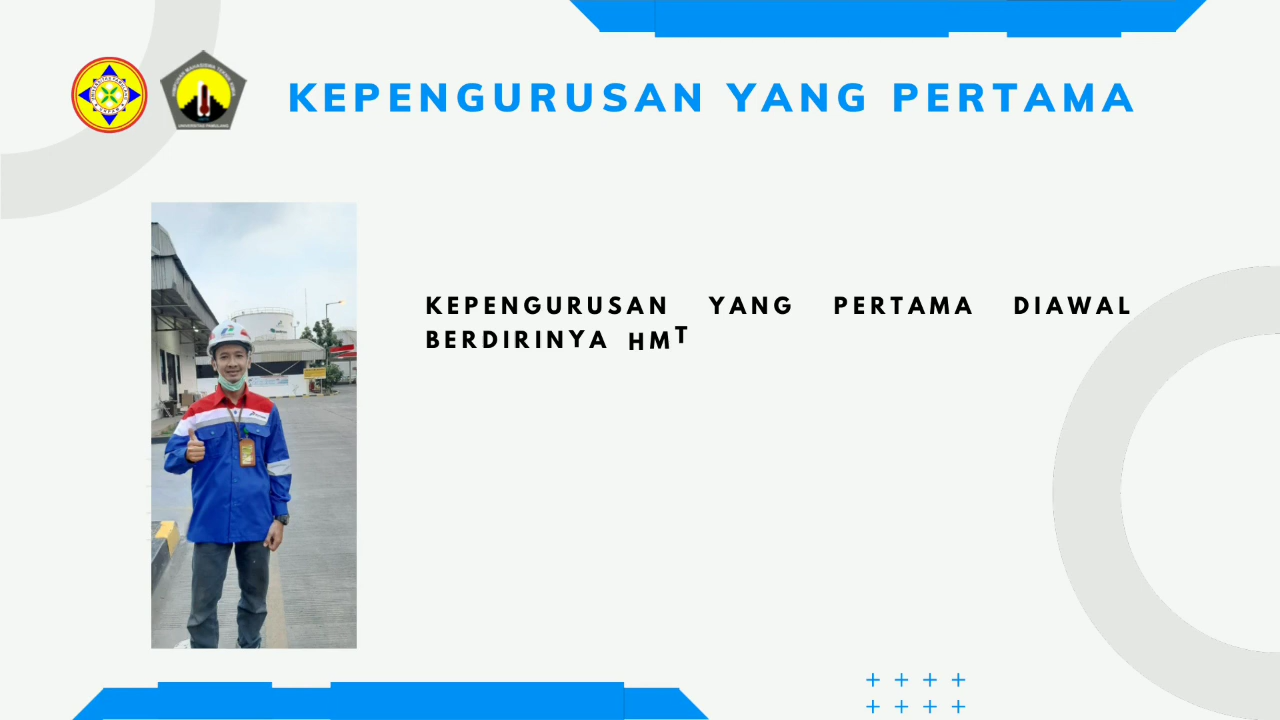 KEPENGURUSAN YANG PERTAMA
KEPENGURUSAN YANG PERTAMA DIAWAL
BERDIRINYA HMT